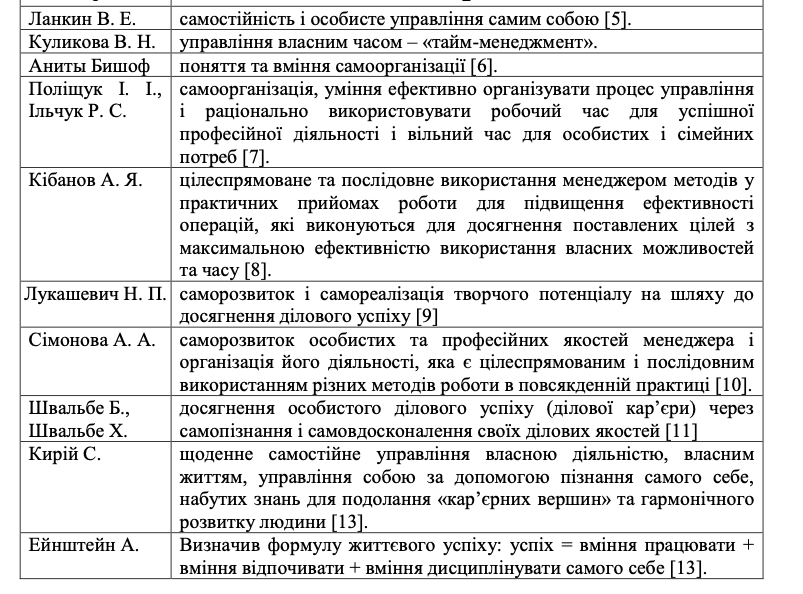 Ланкин В. Е. самостійність і особисте управління самим собою [5].
Куликова В. Н. управління власним часом – «тайм-менеджмент».
Аниты Бишоф поняття та вміння самоорганізації [6].
Поліщук І. І., самоорганізація, уміння ефективно організувати процес управління
Ільчук Р. С. і раціонально використовувати робочий час для успішної
професійної діяльності і вільний час для особистих і сімейних
потреб [7].
Кібанов А. Я. цілеспрямоване та послідовне використання менеджером методів у
практичних прийомах роботи для підвищення ефективності
операцій, які виконуються для досягнення поставлених цілей з
максимальною ефективністю використання власних можливостей
та часу [8].
Лукашевич Н. П. саморозвиток і самореалізація творчого потенціалу на шляху до
досягнення ділового успіху [9]
Сімонова А. А. саморозвиток особистих та професійних якостей менеджера і
організація його діяльності, яка є цілеспрямованим і послідовним
використанням різних методів роботи в повсякденній практиці [10].
Швальбе Б., досягнення особистого ділового успіху (ділової кар’єри) через
Швальбе Х. самопізнання і самовдосконалення своїх ділових якостей [11]
Кирій С. щоденне самостійне управління власною діяльністю, власним
життям, управління собою за допомогою пізнання самого себе,
набутих знань для подолання «кар’єрних вершин» та гармонічного
розвитку людини [13].
Ейнштейн А. Визначив формулу життєвого успіху: успіх = вміння працювати +
вміння відпочивати + вміння дисциплінувати самого себе [13].